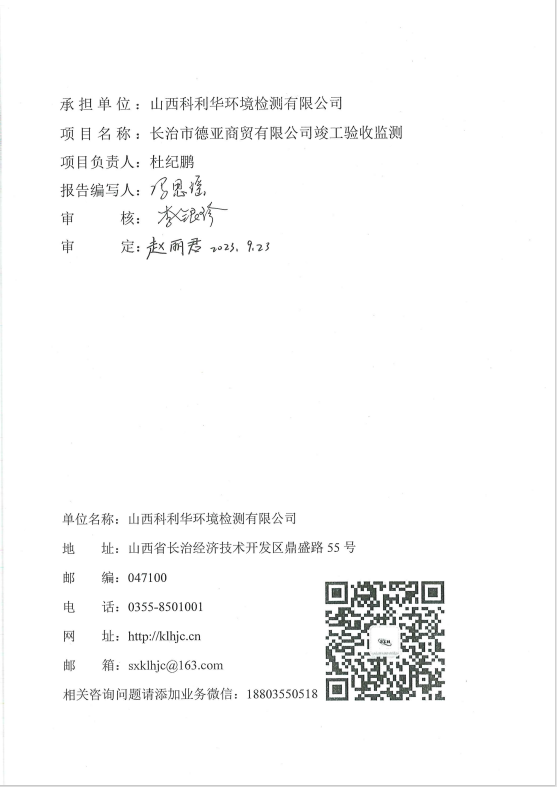 承担单位：山西科利华环境检测有限公司
项目名称：长治市德亚商贸有限公司竣工验收监测
项目负责人：杜纪鹏
报告编写人：冯思瑶
审 核：李银珍
审 定：赵丽君 2023.9.23
单位名称：山西科利华环境检测有限公司
地 址：山西省长治经济技术开发区鼎盛路 55 号
邮 编：047100
电 话：0355-8501001
网 址：http://klhjc.cn
邮 箱：sxklhjc@163.com
相关咨询问题请添加业务微信：18803550518